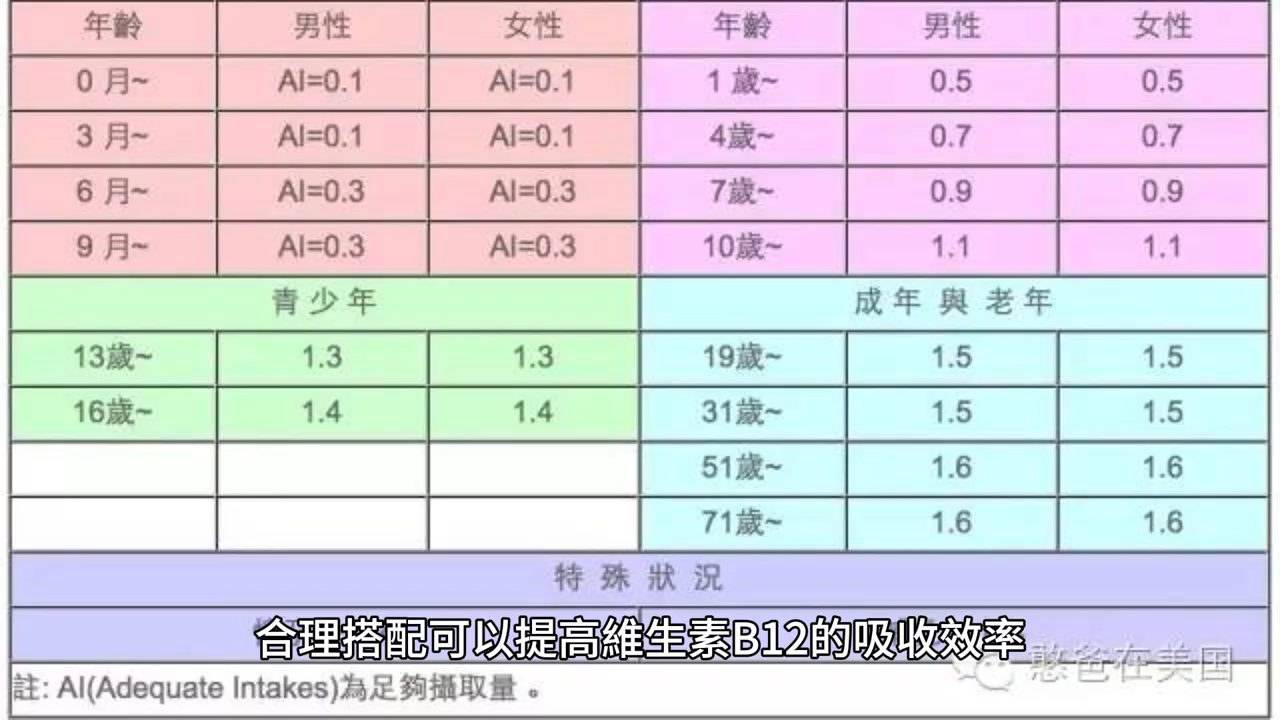 年齡 男性 女性 年齡 男性 女性
0 月~ AI=0.1 AI=0.1 1 歲~ 0.5 0.5
3 月~ AI=0.1 AI=0.1 4歲~ 0.7 0.7
6 月~ AI=0.3 AI=0.3 7歲~ 0.9 0.9
9 月~ AI=0.3 AI=0.3 10歲~ 1.1 1.1
青 少 年 成 年 與 老 年
13歲~ 1.3 1.3 19歲~ 1.5 1.5
16歲~ 1.4 1.4 31歲~ 1.5 1.5
51歲~ 1.6 1.6
71歲~ 1.6 1.6
特 殊 狀 況
合理搭配可以提高維生素B12的吸收效率
憨爸在美国
註: AI(Adequate Intakes)為足夠攝取量 。